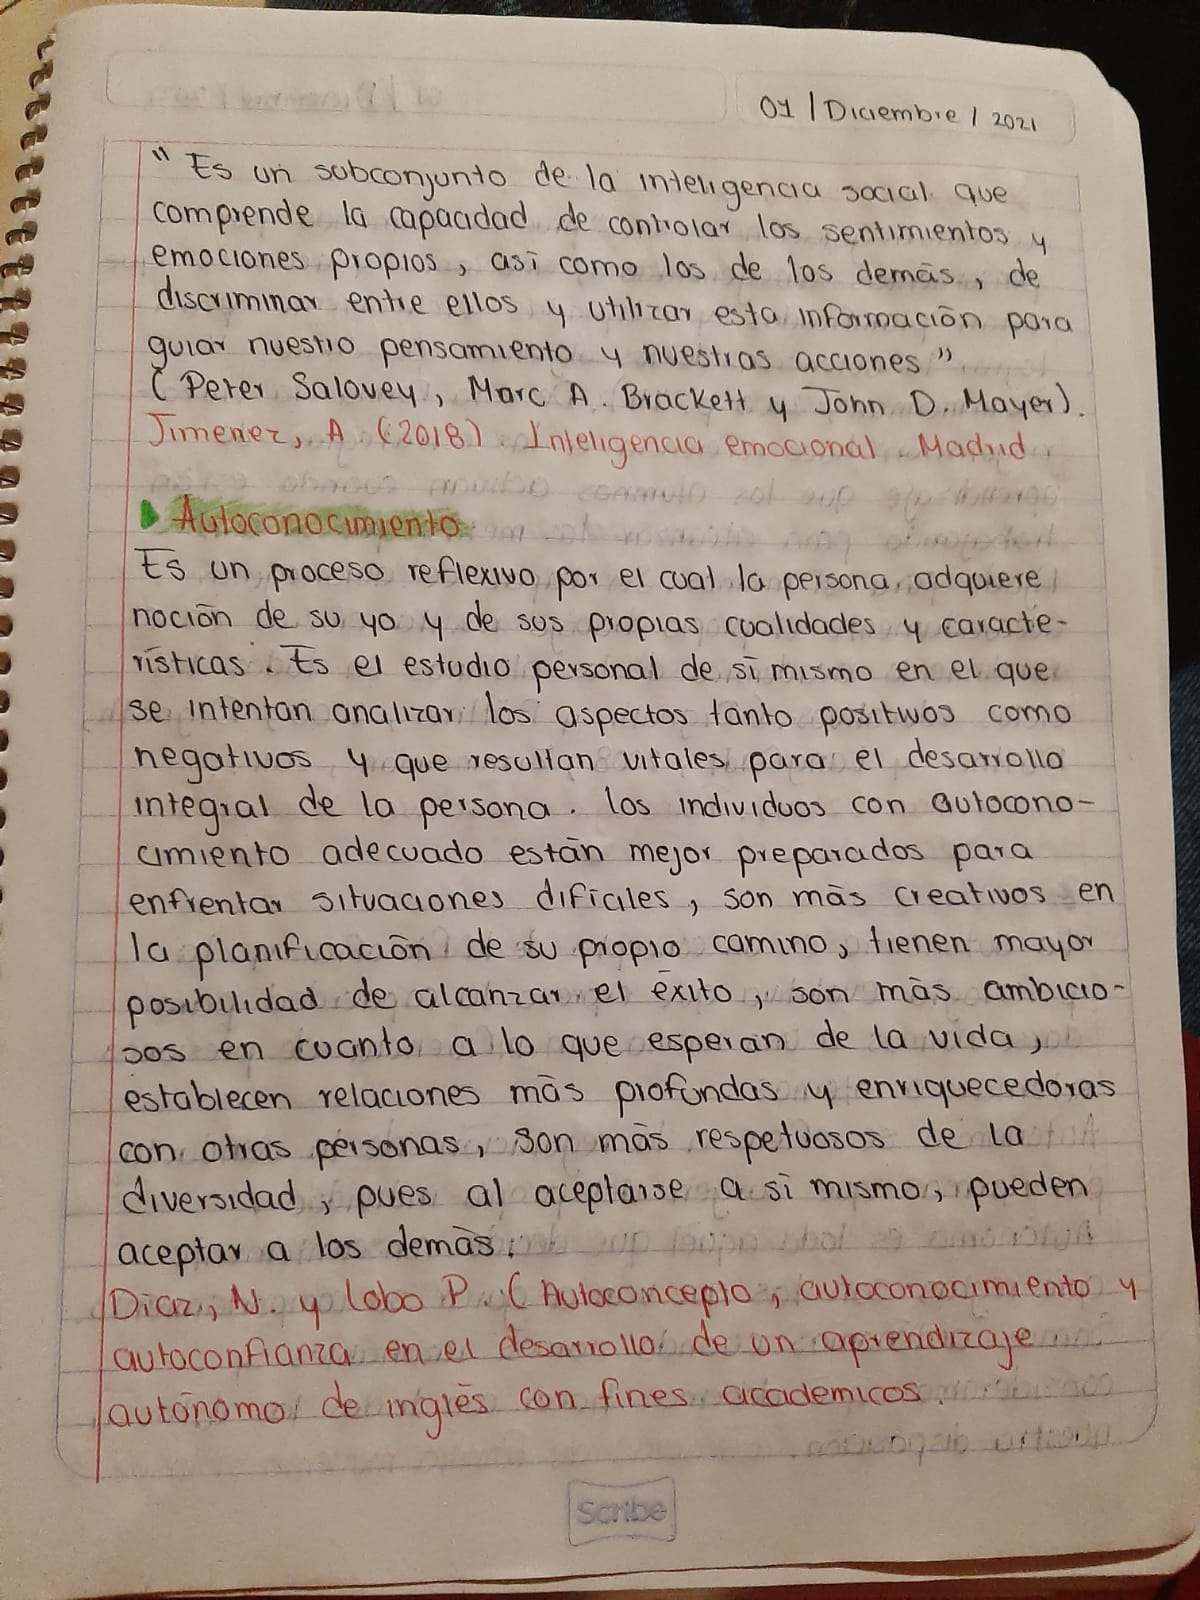 01 / Diciembre / 2021
" Es un subconjunto de la inteligencia social que
comprende la capacidad de controlar los sentimientos y
emociones propios, así como los de los demás, de
discriminar entre ellos y utilizar esta información para
guiar nuestro pensamiento y nuestras acciones "
( Peter Salovey, Marc A. Brackett y John D. Mayer).
Jimenez, A. (2018). Inteligencia emocional. Madrid.
Autoconocimiento
Es un proceso reflexivo por el cual la persona adquiere
noción de su yo y de sus propias cualidades y caracte-
rísticas. Es el estudio personal de sí mismo en el que
se intentan analizar los aspectos tanto positivos como
negativos y que resultan vitales para el desarrollo
integral de la persona. Los individuos con autocono-
cimiento adecuado están mejor preparados para
enfrentar situaciones difíciles, son más creativos en
la planificación de su propio camino, tienen mayor
posibilidad de alcanzar el éxito, son más ambicio-
sos en cuanto a lo que esperan de la vida,
establecen relaciones más profundas y enriquecedoras
con otras personas, son más respetuosos de la
diversidad, pues al aceptarse a sí mismo, pueden
aceptar a los demás.
Díaz, N. y Lobo P. ( Autoconcepto, autoconocimiento y
autoconfianza en el desarrollo de un aprendizaje
autónomo de inglés con fines academicos.
Scribe